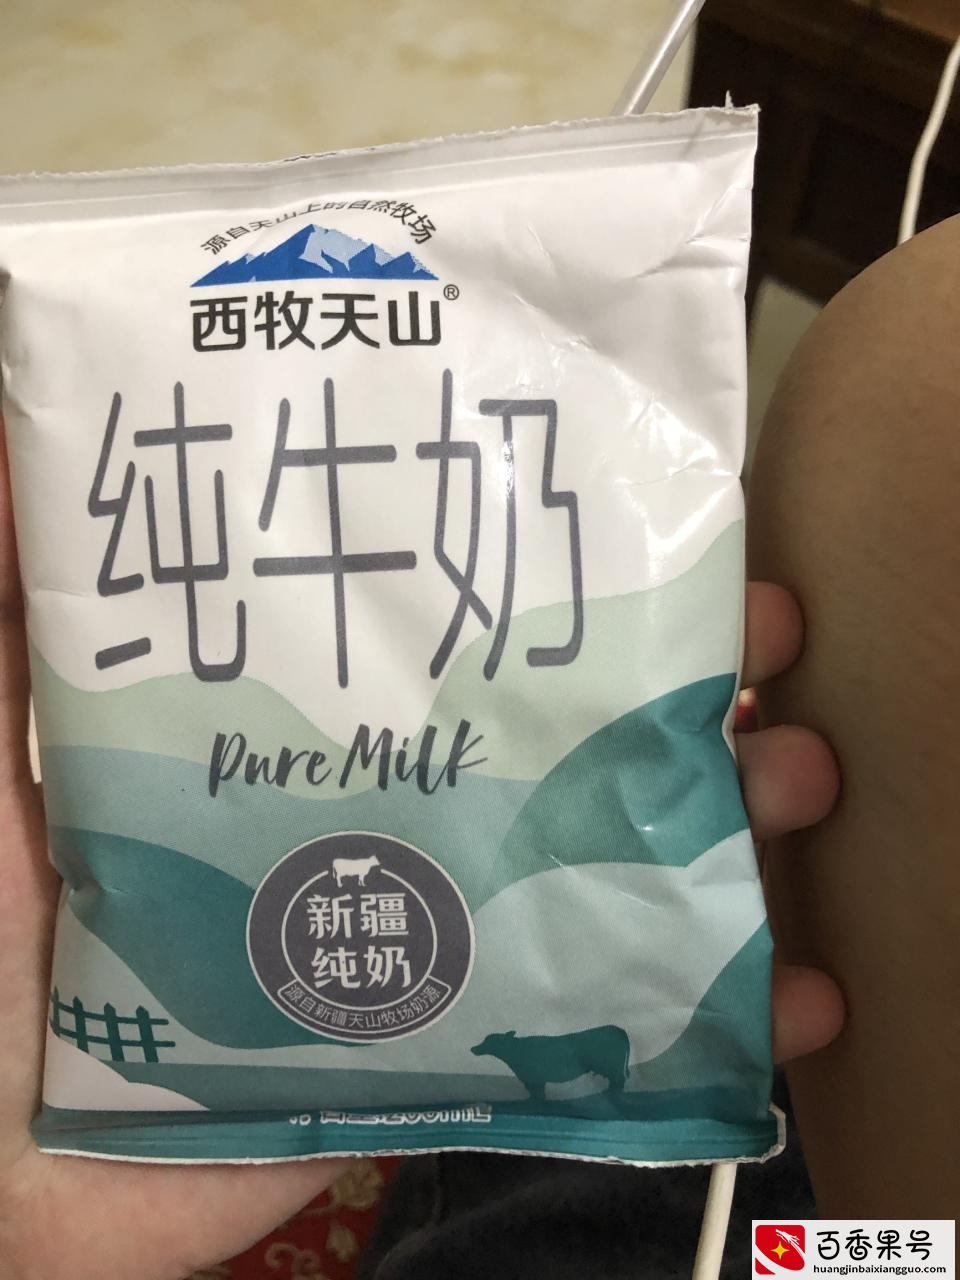 源自天山上的自然牧场
西牧天山®
纯牛奶
Pure Milk
新疆
纯奶
源自新疆天山牧场奶源
百香果号
huangjinbaixiangguo.com